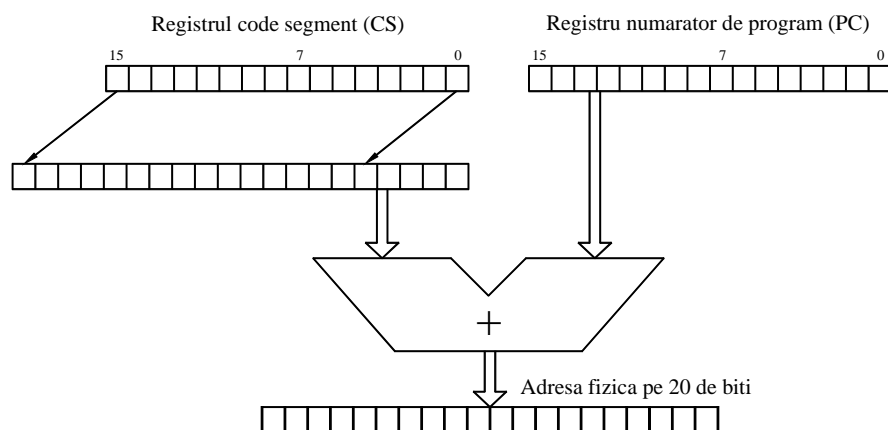 Registrul code segment (CS)
Registru numarator de program (PC)
15 7 0
15 7 0
+
Adresa fizica pe 20 de biti